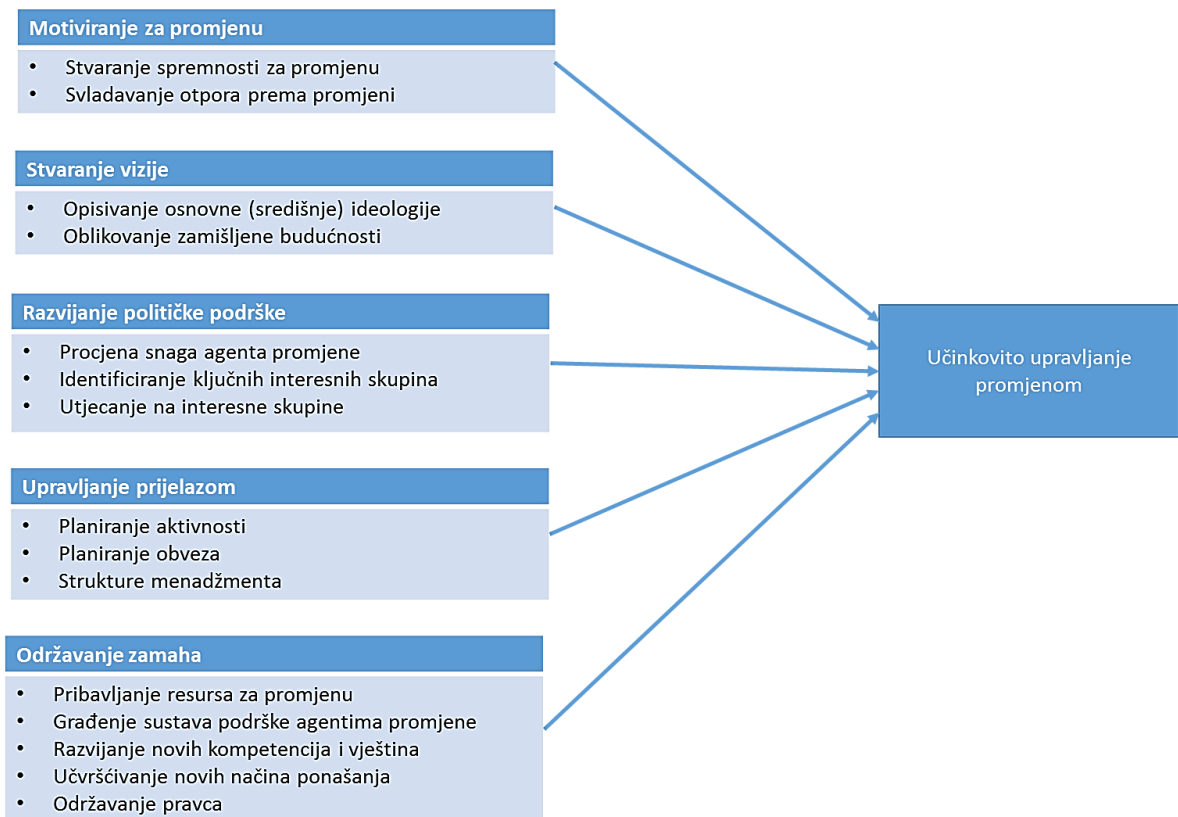 Motiviranje za promjenu
• Stvaranje spremnosti za promjenu
• Svladavanje otpora prema promjeni
Stvaranje vizije
• Opisivanje osnovne (središnje) ideologije
• Oblikovanje zamišljene budućnosti
Razvijanje političke podrške
• Procjena snaga agenta promjene
• Identificiranje ključnih interesnih skupina
• Utjecanje na interesne skupine
Upravljanje prijelazom
• Planiranje aktivnosti
• Planiranje obveza
• Strukture menadžmenta
Održavanje zamaha
• Pribavljanje resursa za promjenu
• Građenje sustava podrške agentima promjene
• Razvijanje novih kompetencija i vještina
• Učvršćivanje novih načina ponašanja
• Održavanje pravca
Učinkovito upravljanje
promjenom